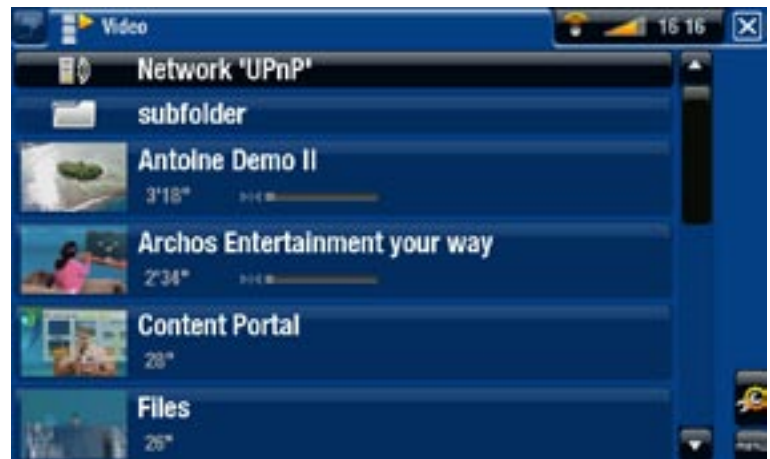 Video
16 16
Network 'UPnP'
subfolder
Antoine Demo II
3'18"
Archos Entertainment your way
2'34"
Content Portal
28"
Files
26"